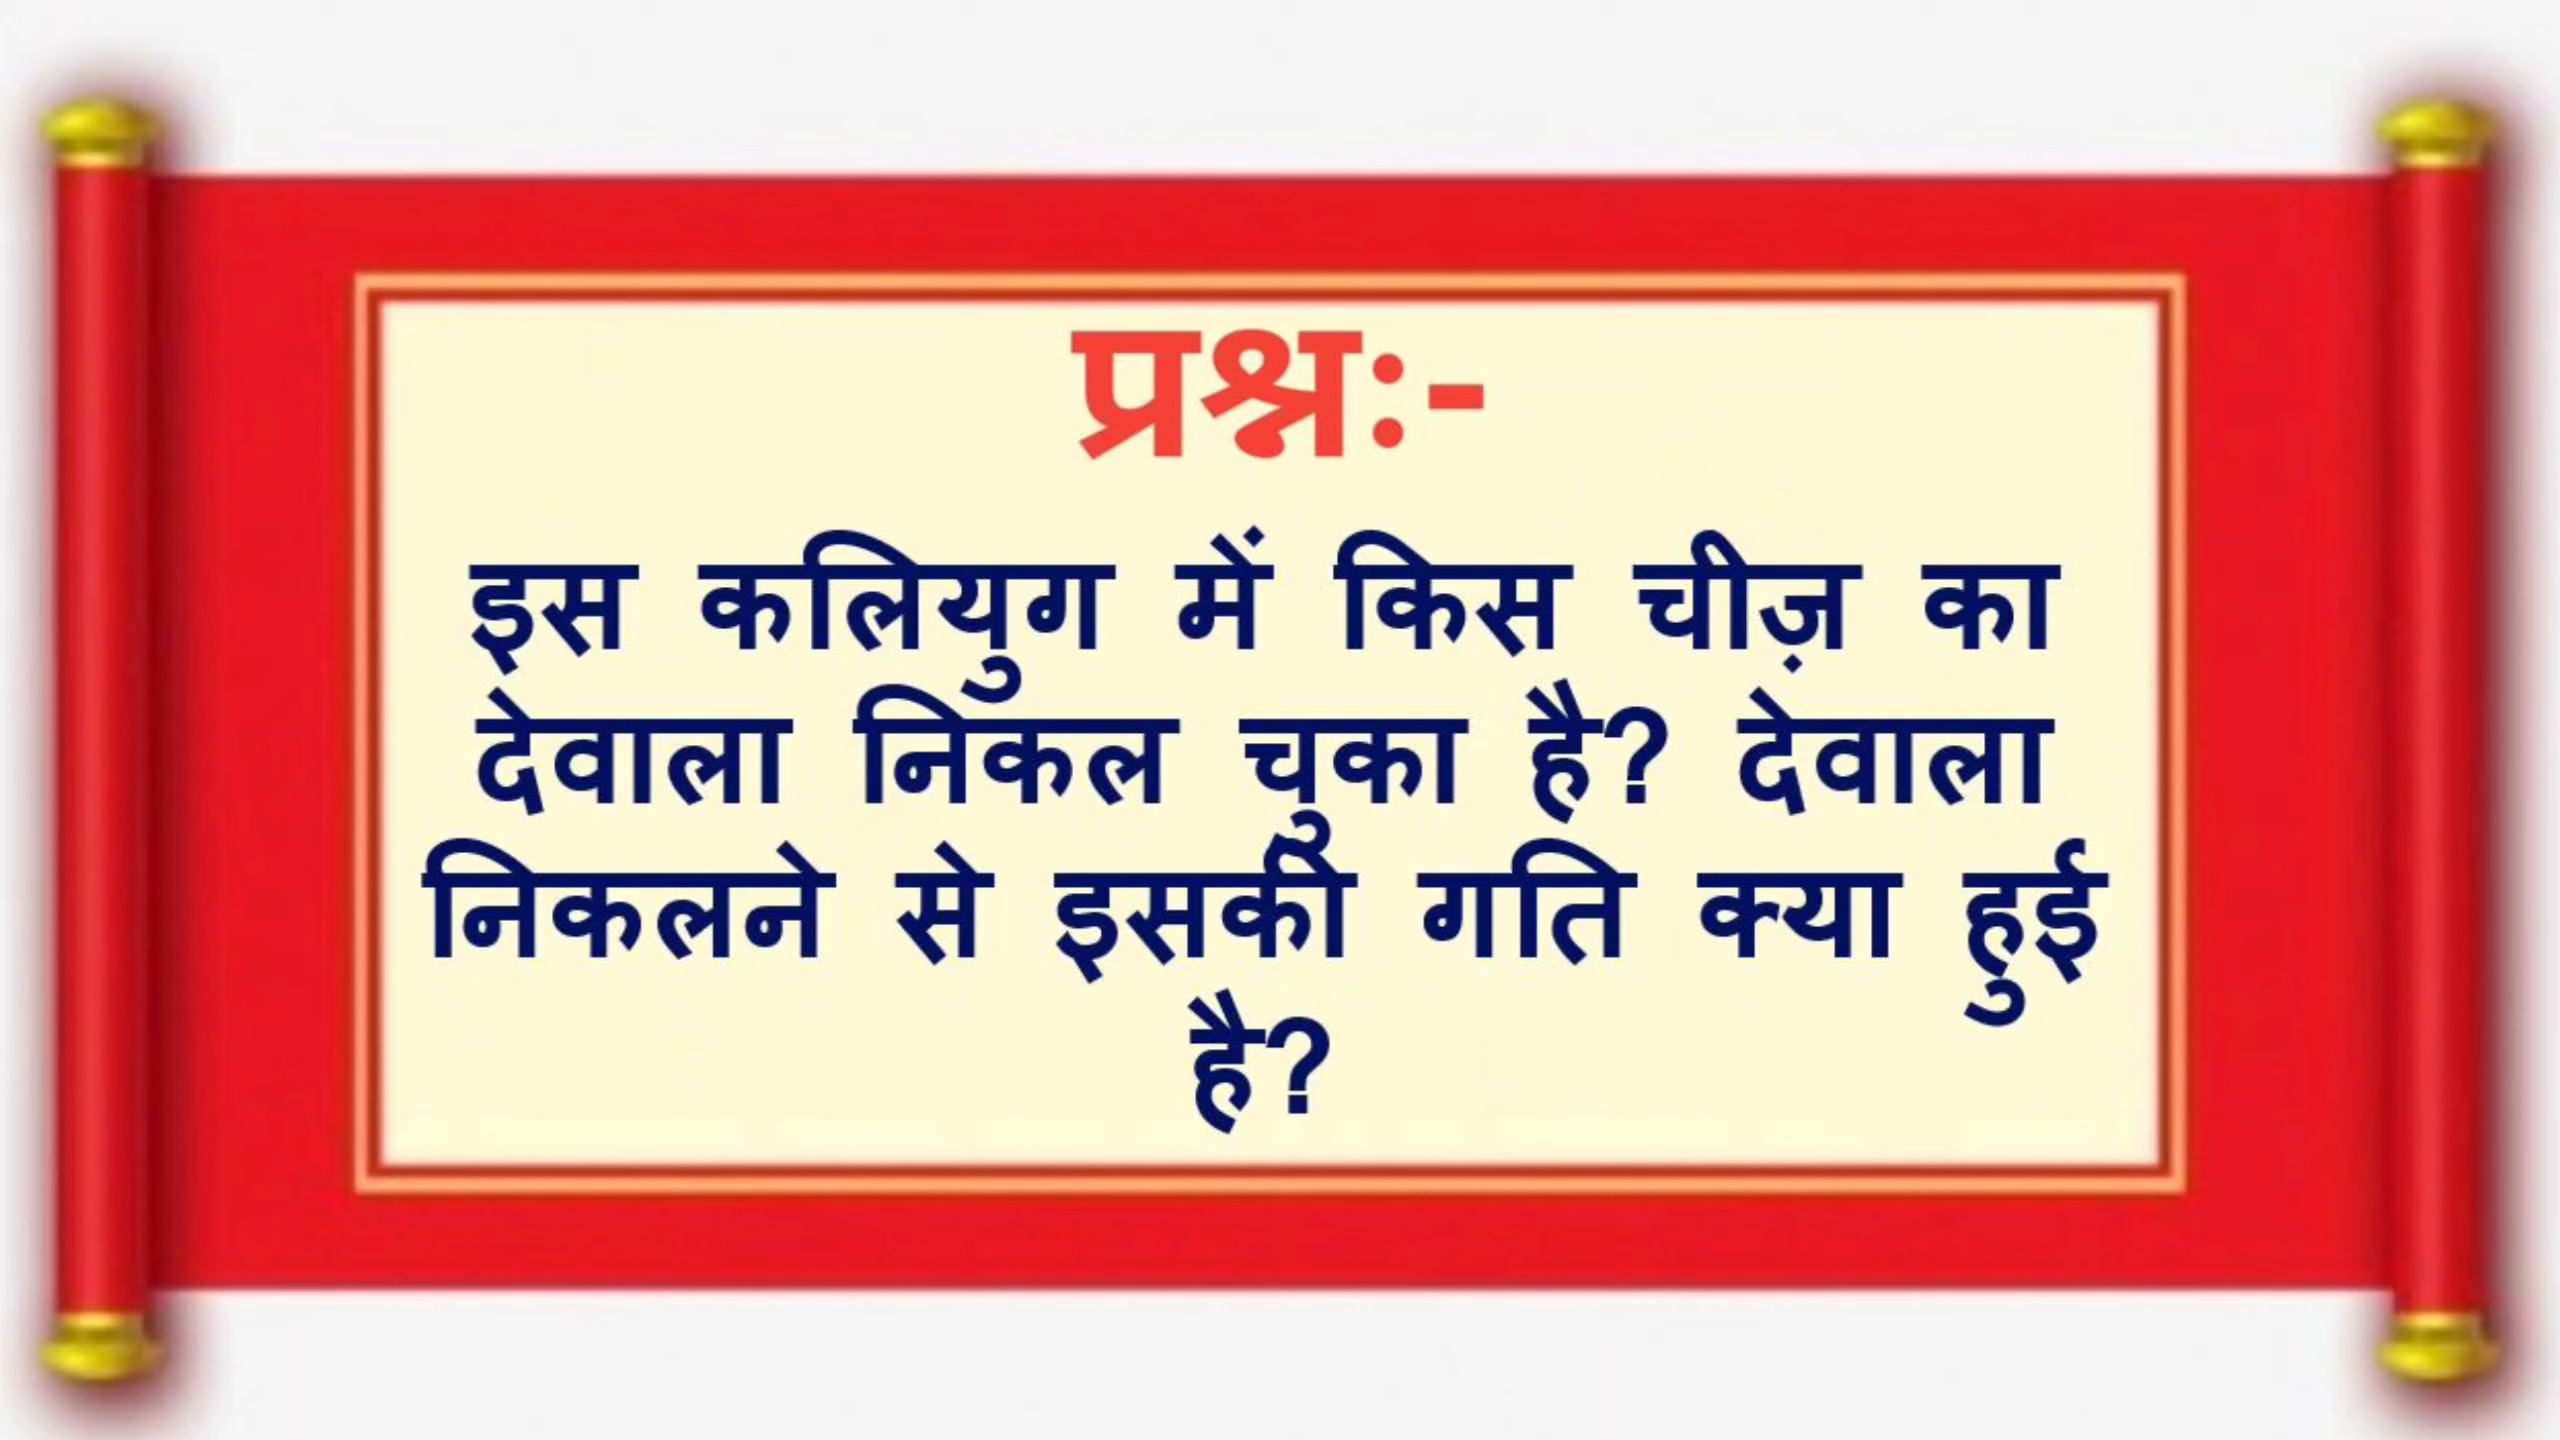 प्रश्नः-
इस कलियुग में किस चीज़ का
देवाला निकल चुका है? देवाला
निकलने से इसकी गति क्या हुई
है?